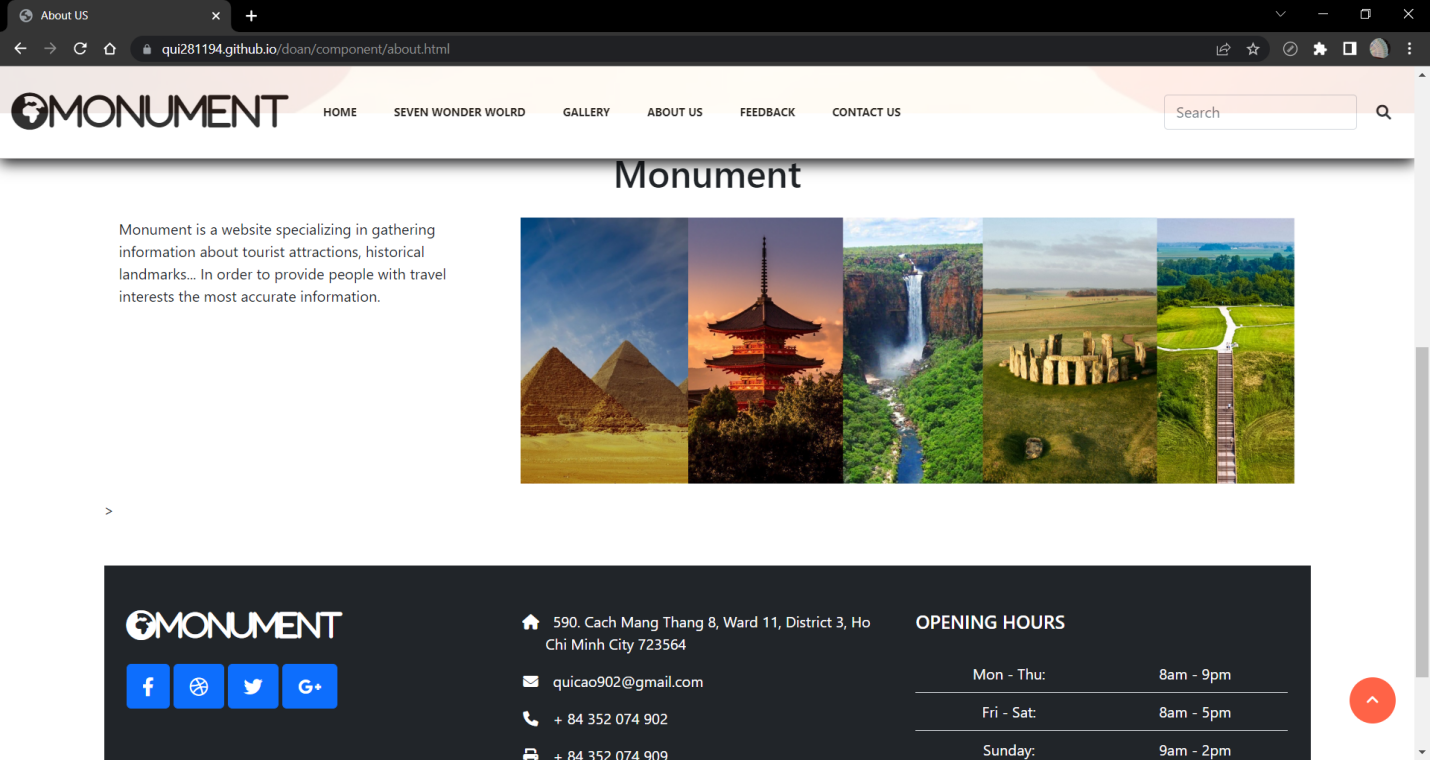 About US
qui281194.github.io/doan/component/about.html
MONUMENT
HOME
SEVEN WONDER WOLRD
GALLERY
ABOUT US
FEEDBACK
CONTACT US
Search
Monument
Monument is a website specializing in gathering
information about tourist attractions, historical
landmarks... In order to provide people with travel
interests the most accurate information.
>
MONUMENT
G+
590. Cach Mang Thang 8, Ward 11, District 3, Ho
Chi Minh City 723564
quicao902@gmail.com
+ 84 352 074 902
+ 84 352 074 909
OPENING HOURS
Mon - Thu: 8am - 9pm
Fri - Sat: 8am - 5pm
Sunday: 9am - 2pm